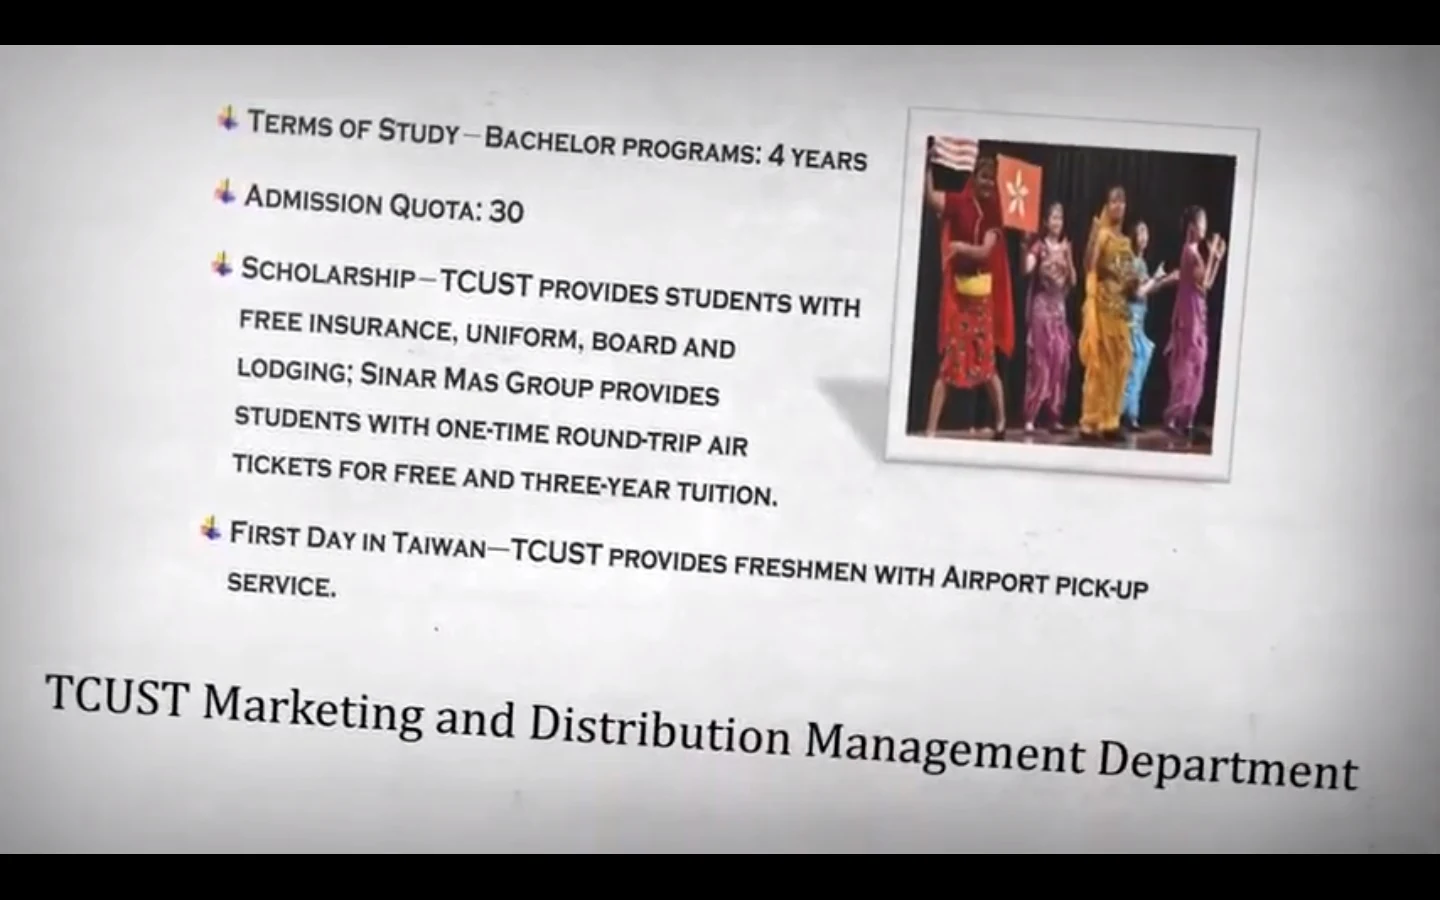 Terms of Study—Bachelor programs: 4 years
Admission Quota: 30
Scholarship—TCUST provides students with
free insurance, uniform, board and
lodging; Sinar Mas Group provides
students with one-time round-trip air
tickets for free and three-year tuition.
First Day in Taiwan—TCUST provides freshmen with Airport pick-up
service.
TCUST Marketing and Distribution Management Department